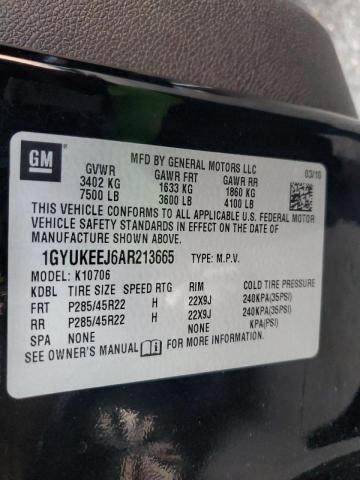 GM
MFD BY GENERAL MOTORS LLC
03/10
GVWR GAWR FRT GAWR RR
3402 KG 1633 KG 1860 KG
7500 LB 3600 LB 4100 LB
THIS VEHICLE CONFORMS TO ALL APPLICABLE U.S. FEDERAL MOTOR
VEHICLE SAFETY STANDARDS IN EFFECT ON THE DATE OF
MANUFACTURE SHOWN ABOVE.
1GYUKEEJ6AR213665 TYPE: M.P.V.
MODEL: K10706
KDBL TIRE SIZE SPEED RTG RIM COLD TIRE PRESSURE
FRT P285/45R22 H 22X9J 240KPA(35PSI)
RR P285/45R22 H 22X9J 240KPA(35PSI)
SPA NONE NONE KPA(PSI)
SEE OWNER'S MANUAL FOR MORE INFORMATION.